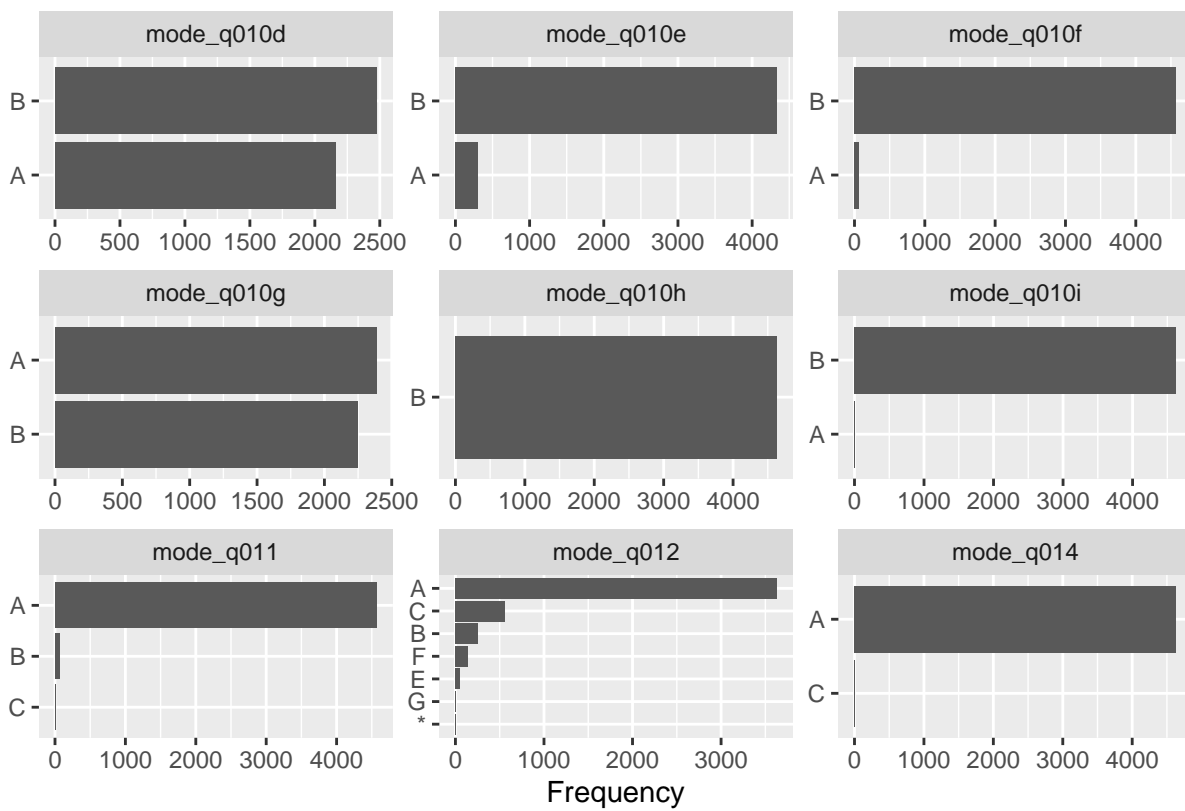 mode_q010d mode_q010e mode_q010f
B B B
A A A
0 500 1000 1500 2000 2500 0 1000 2000 3000 4000 0 1000 2000 3000 4000
mode_q010g mode_q010h mode_q010i
A B
B
B A
0 500 1000 1500 2000 2500 0 1000 2000 3000 4000 0 1000 2000 3000 4000
mode_q011 mode_q012 mode_q014
A
A A
C
B
B
F
E
C
C
G
*
0 1000 2000 3000 4000 0 1000 2000 3000 0 1000 2000 3000 4000
Frequency